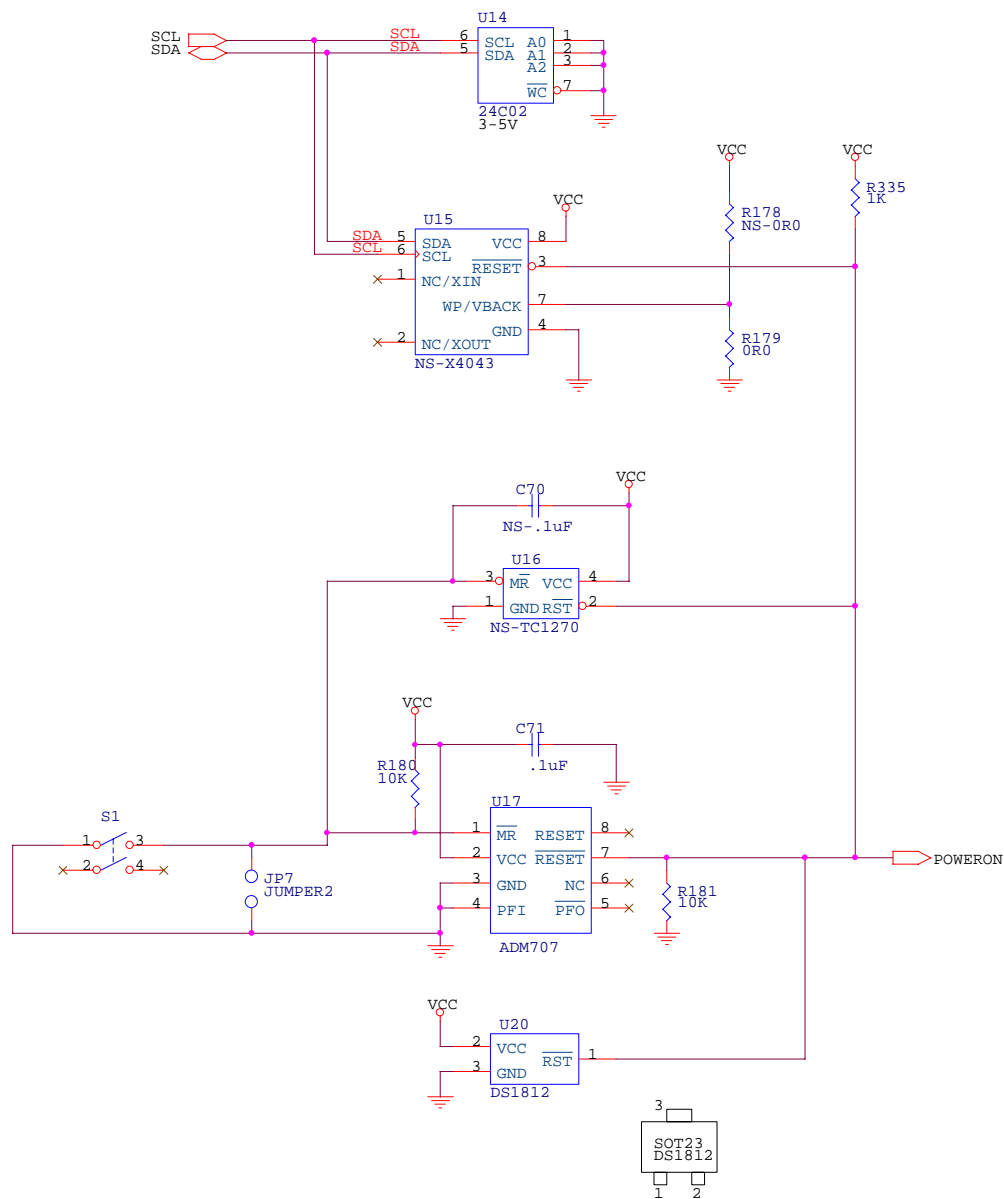 U14
SCL
SDA
SCL
SDA
6
5
SCL
SDA
A0
A1
A2
WC
1
2
3
7
24C02
3-5V
VCC
VCC
VCC
R335
1K
R178
NS-0R0
U15
SDA
SCL
5
6
1
2
SDA
SCL
NC/XIN
NC/XOUT
VCC
RESET
WP/VBACK
GND
8
3
7
4
NS-X4043
R179
0R0
VCC
C70
NS-.1uF
U16
3
1
MR
GND
VCC
RST
4
2
NS-TC1270
VCC
C71
.1uF
R180
10K
U17
S1
1
2
3
4
JP7
JUMPER2
1
2
3
4
MR
VCC
GND
PFI
RESET
RESET
NC
PFO
8
7
6
5
ADM707
R181
10K
POWERON
VCC
U20
2
3
VCC
GND
RST
1
DS1812
3
SOT23
DS1812
1
2